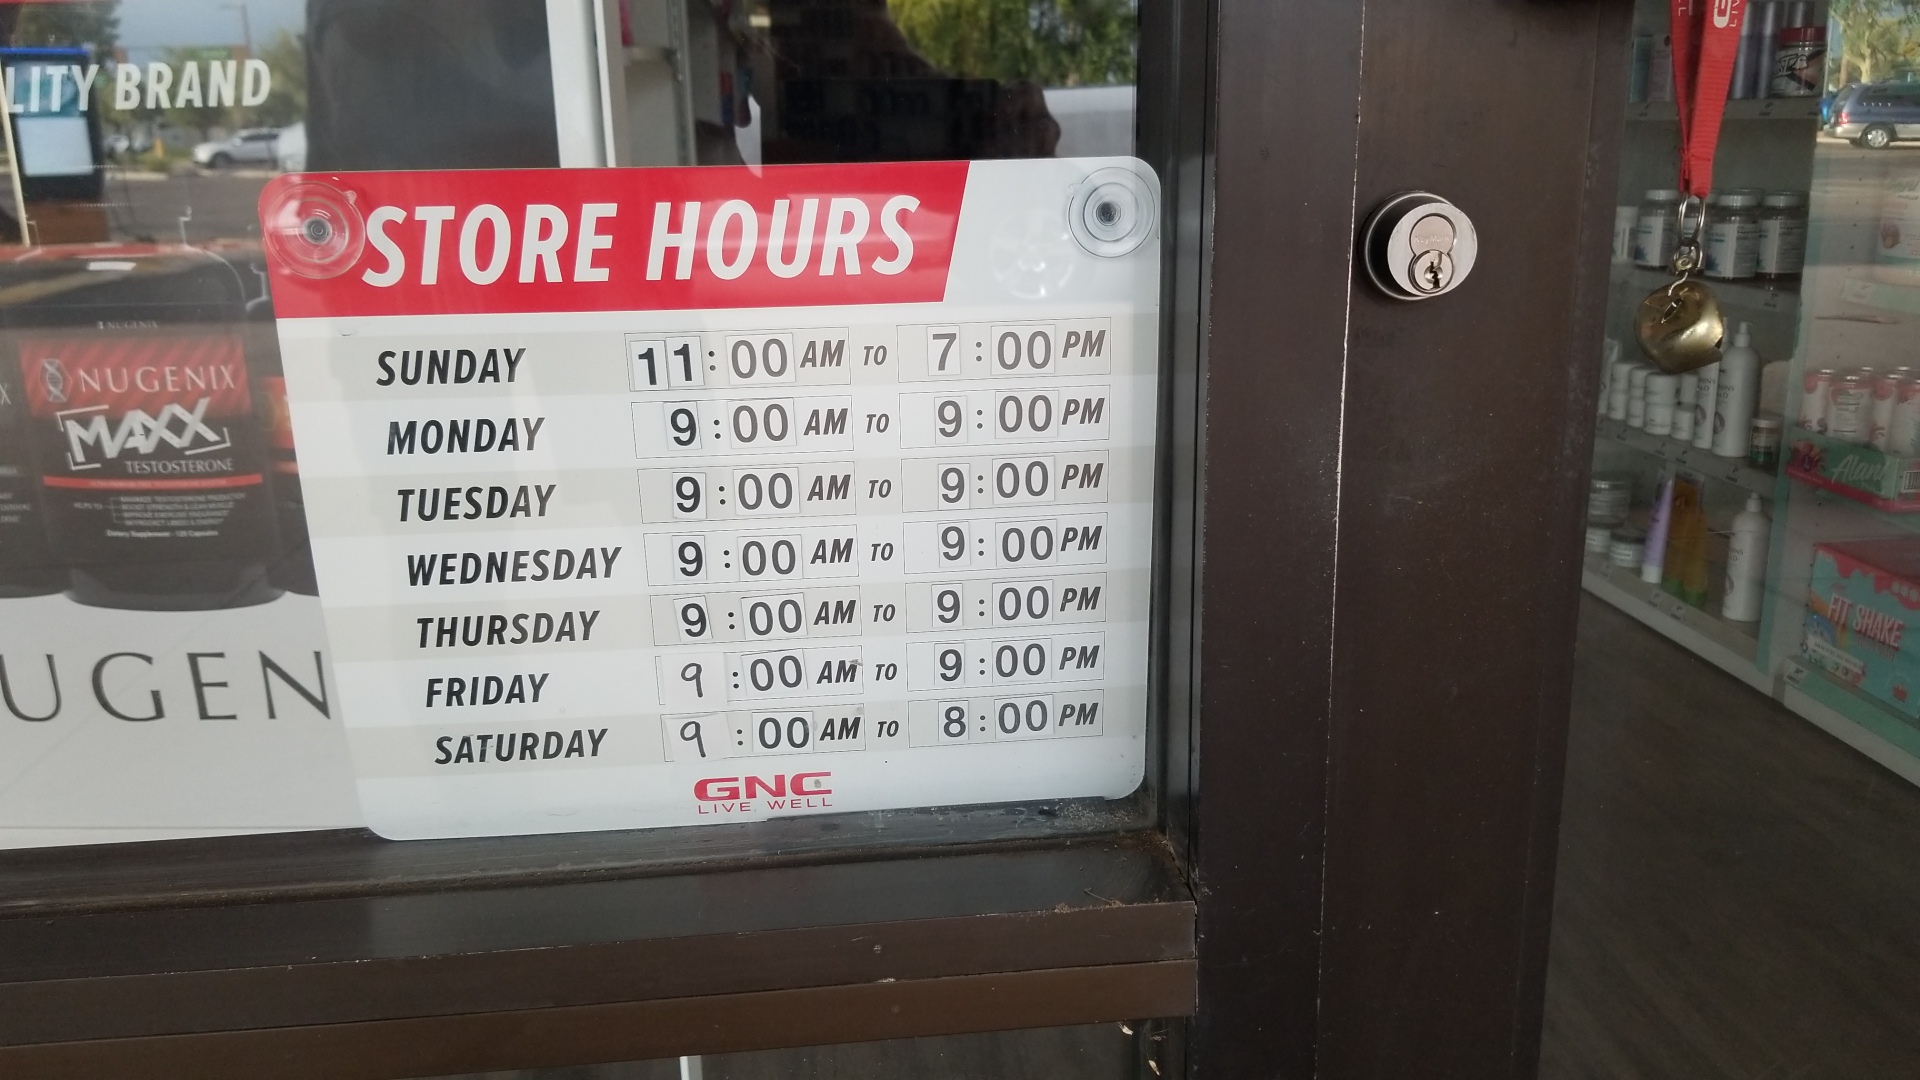 LITY BRAND
STORE HOURS
SUNDAY 11:00 AM TO 7:00 PM
MONDAY 9:00 AM TO 9:00 PM
TUESDAY 9:00 AM TO 9:00 PM
WEDNESDAY 9:00 AM TO 9:00 PM
THURSDAY 9:00 AM TO 9:00 PM
FRIDAY 9:00 AM TO 9:00 PM
SATURDAY 9:00 AM TO 8:00 PM
GNC
LIVE WELL
NUGENIX
NUGENIX
MAXX
TESTOSTERONE
UGEN
Alani
FIT SHAKE